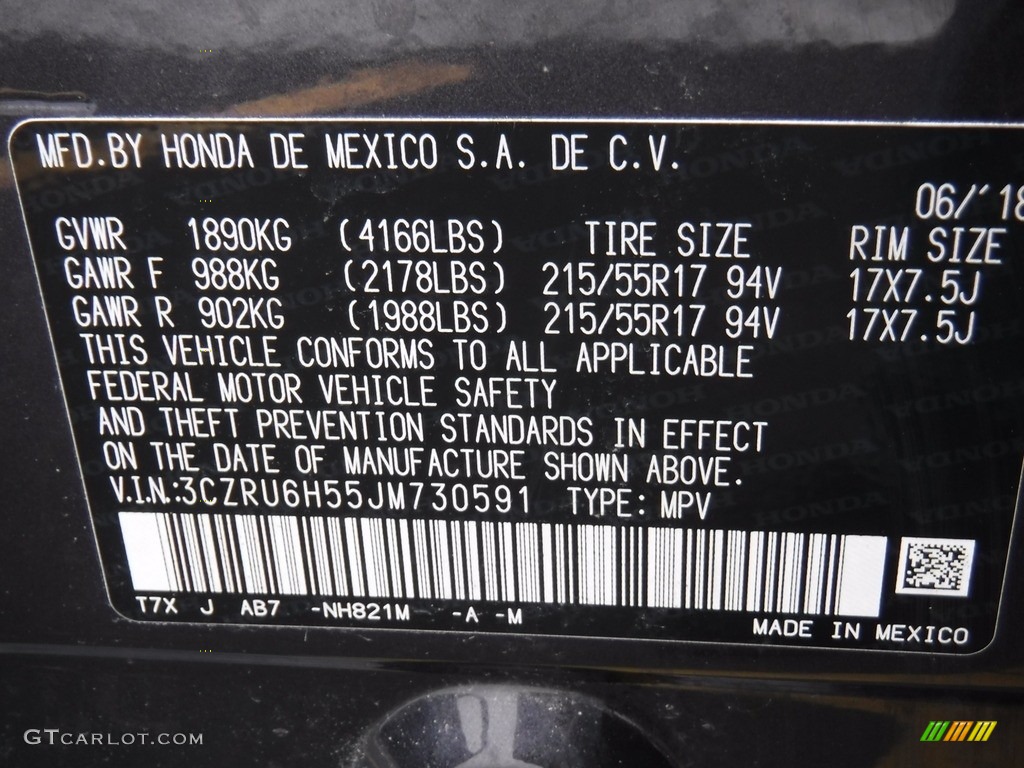 MFD.BY HONDA DE MEXICO S.A. DE C.V.
06/'18
GVWR 1890KG (4166LBS) TIRE SIZE RIM SIZE
GAWR F 988KG (2178LBS) 215/55R17 94V 17X7.5J
GAWR R 902KG (1988LBS) 215/55R17 94V 17X7.5J
THIS VEHICLE CONFORMS TO ALL APPLICABLE
FEDERAL MOTOR VEHICLE SAFETY
AND THEFT PREVENTION STANDARDS IN EFFECT
ON THE DATE OF MANUFACTURE SHOWN ABOVE.
V.I.N.:3CZRU6H55JM730591 TYPE: MPV
T7X J AB7 -NH821M -A -M
MADE IN MEXICO
GTCARLOT.COM